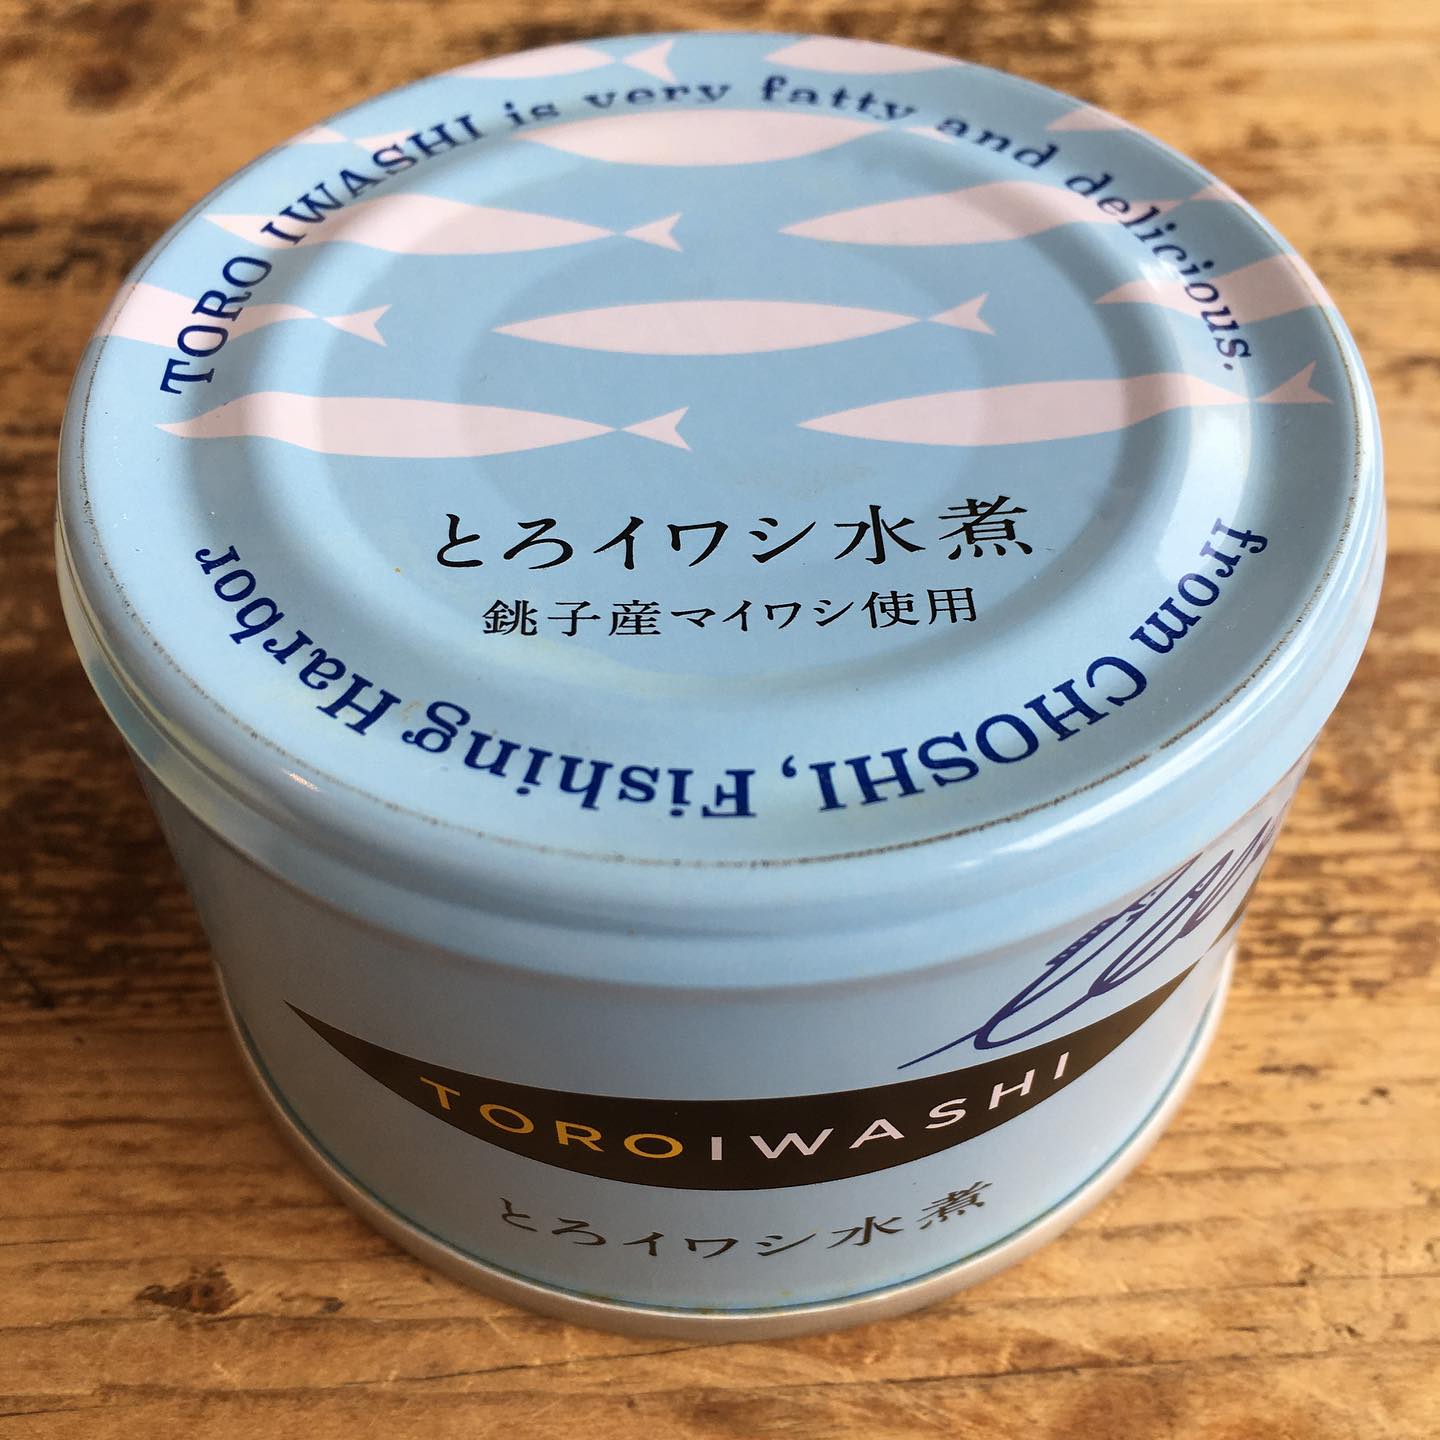 TORO IWASHI is very fatty and delicious.
とろイワシ水煮
銚子産マイワシ使用
from CHOSHI, Fishing Harbor
TOROIWASHI
とろイワシ水煮